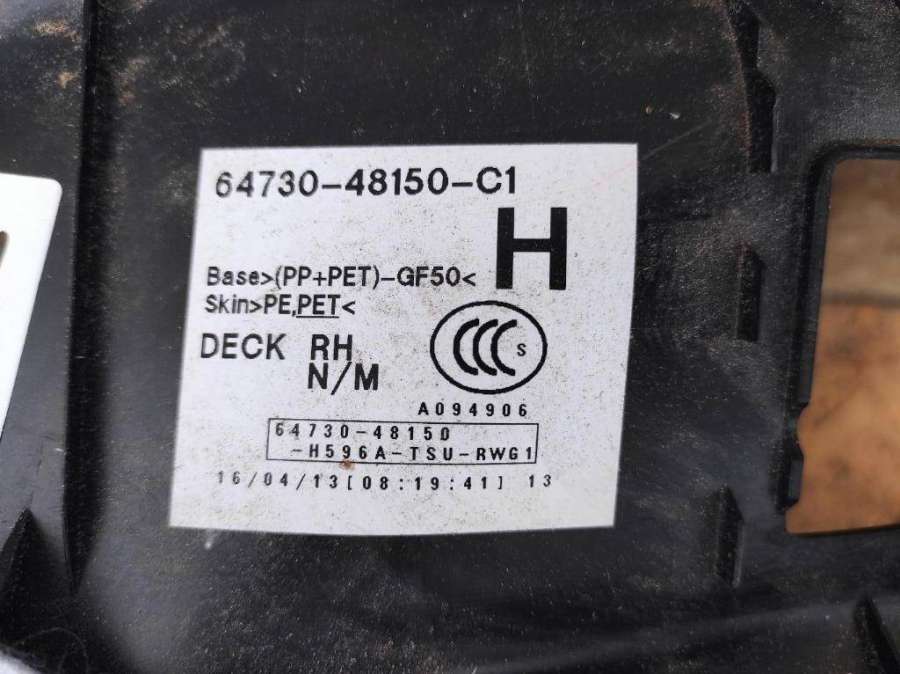 64730-48150-C1
H
Base>(PP+PET)-GF50<
Skin>PE,PET<
DECK RH
N/M
CCC S
A094906
64730-48150
-H596A-TSU-RWG1
16/04/13[08:19:41] 13